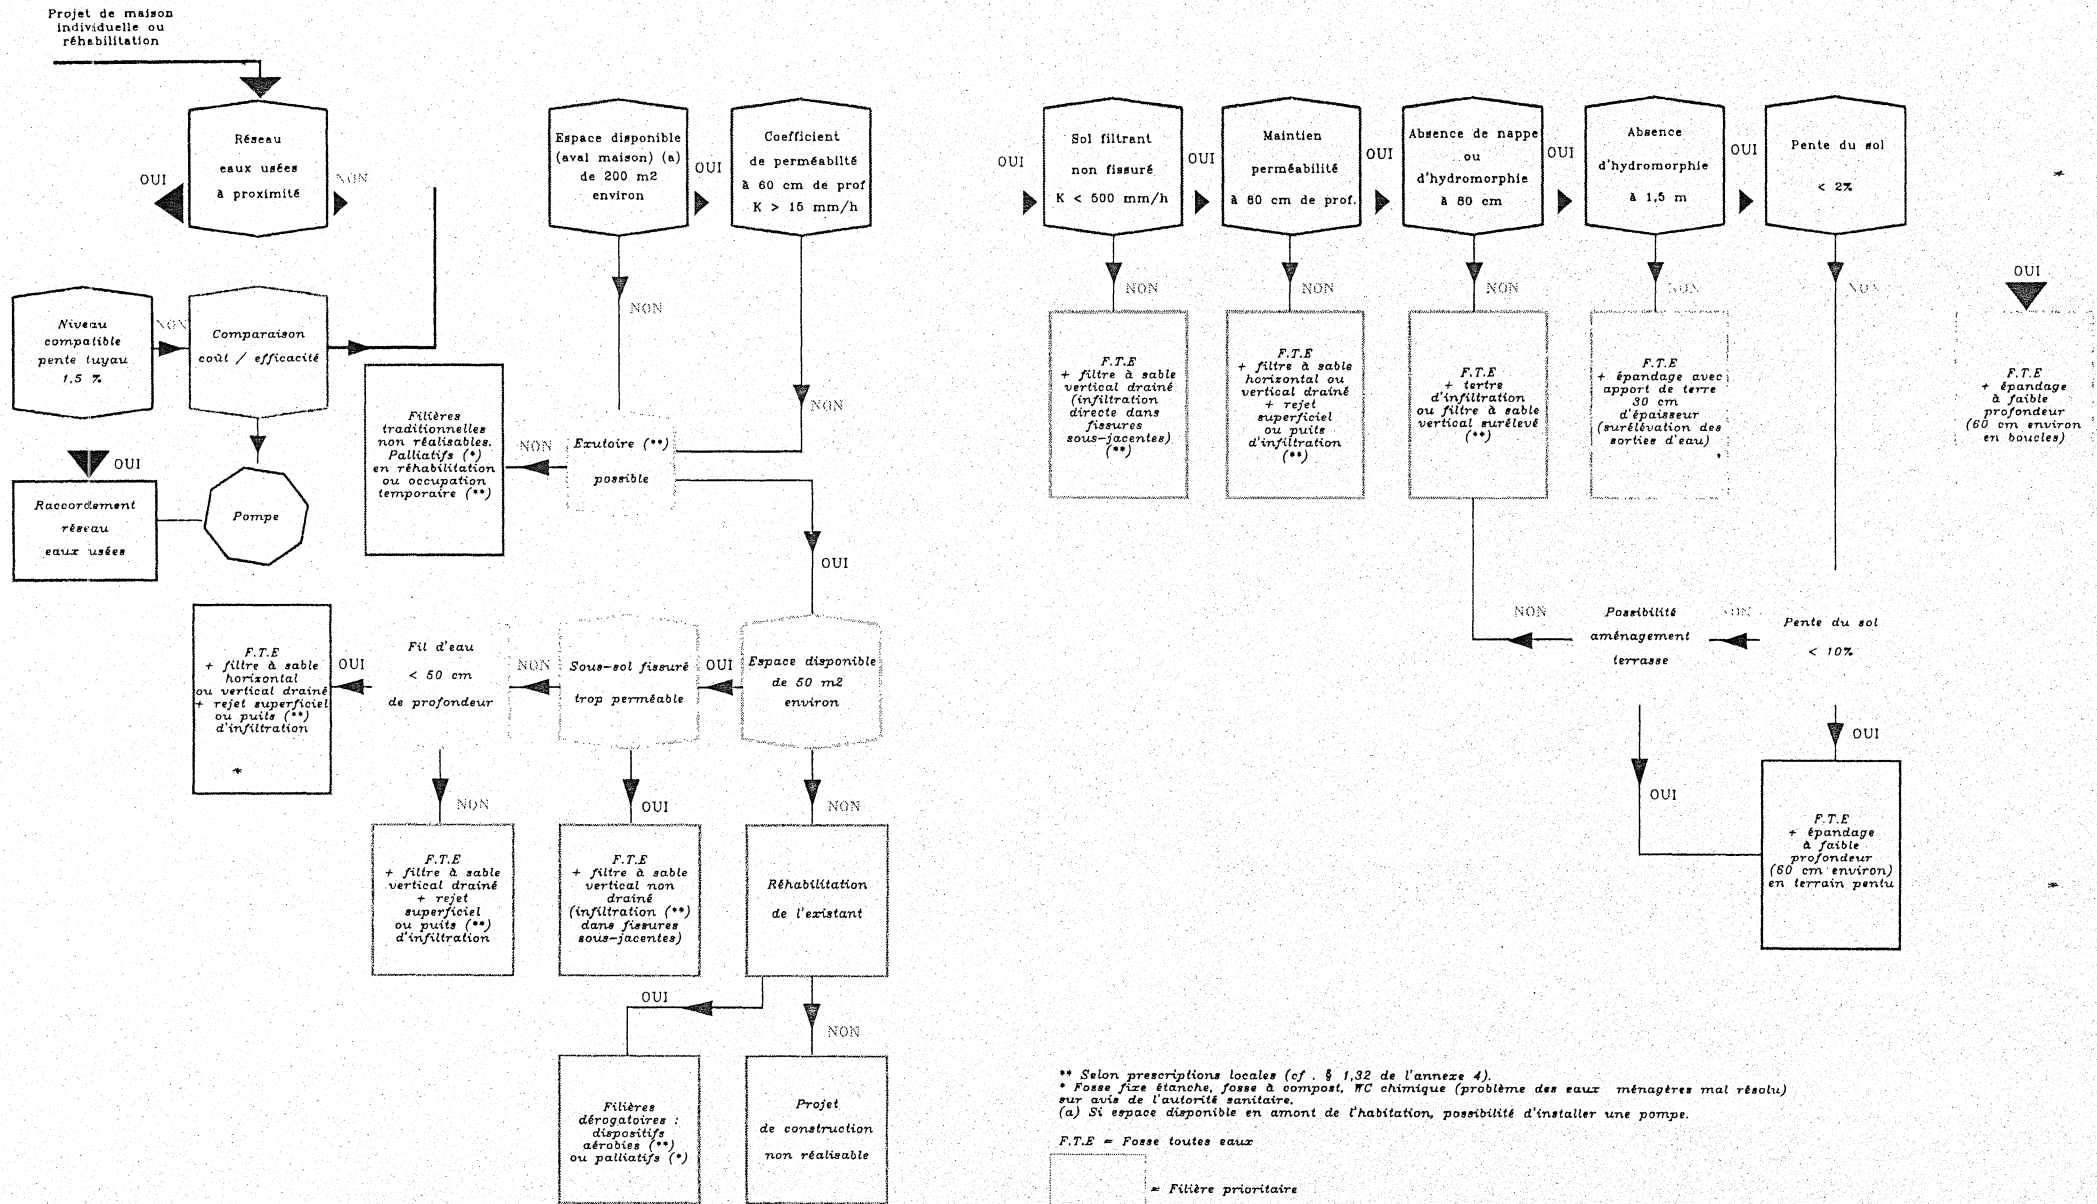 Projet de maison
individuelle ou
réhabilitation
Réseau
eaux usées
à proximité
OUI
NON
Espace disponible
(aval maison) (a)
de 200 m2
environ
OUI
NON
Coefficient
de perméabilté
à 60 cm de prof
K > 15 mm/h
NON
OUI
Sol filtrant
non fissuré
K < 500 mm/h
OUI
NON
Maintien
perméabilité
à 80 cm de prof.
OUI
NON
Absence de nappe
ou
d'hydromorphie
à 80 cm
OUI
NON
Absence
d'hydromorphie
à 1,5 m
OUI
NON
Pente du sol
< 2%
NON
OUI
Niveau
compatible
pente tuyau
1,5 %
NON
OUI
Comparaison
coût / efficacité
Raccordement
réseau
eaux usées
Pompe
Filières
traditionnelles
non réalisables.
Palliatifs (*)
en réhabilitation
ou occupation
temporaire (**)
NON
Exutoire (**)
possible
OUI
F.T.E
+ filtre à sable
vertical drainé
(infiltration
directe dans
fissures
sous-jacentes)
(**)
F.T.E
+ filtre à sable
horizontal ou
vertical drainé
+ rejet
superficiel
ou puits
d'infiltration
(**)
F.T.E
+ tertre
d'infiltration
ou filtre à sable
vertical surélevé
(**)
F.T.E
+ épandage avec
apport de terre
30 cm
d'épaisseur
(surélévation des
sorties d'eau)
F.T.E
+ épandage
à faible
profondeur
(60 cm environ
en boucles)
F.T.E
+ filtre à sable
horizontal
ou vertical drainé
+ rejet superficiel
ou puits (**)
d'infiltration
OUI
Fil d'eau
< 50 cm
de profondeur
NON
NON
Sous-sol fissuré
trop perméable
OUI
OUI
Espace disponible
de 50 m2
environ
NON
NON
Possibilité
aménagement
terrasse
OUI
NON
Pente du sol
< 10%
OUI
F.T.E
+ filtre à sable
vertical drainé
+ rejet
superficiel
ou puits (**)
d'infiltration
F.T.E
+ filtre à sable
vertical non
drainé
(infiltration (**)
dans fissures
sous-jacentes)
Réhabilitation
de l'existant
OUI
NON
F.T.E
+ épandage
à faible
profondeur
(60 cm environ)
en terrain pentu
Filières
dérogatoires :
dispositifs
aérobies (**)
ou palliatifs (*)
Projet
de construction
non réalisable
** Selon prescriptions locales (cf . § 1,32 de l'annexe 4).
* Fosse fixe étanche, fosse à compost, WC chimique (problème des eaux ménagères mal résolu)
sur avis de l'autorité sanitaire.
(a) Si espace disponible en amont de l'habitation, possibilité d'installer une pompe.
F.T.E = Fosse toutes eaux
= Filière prioritaire